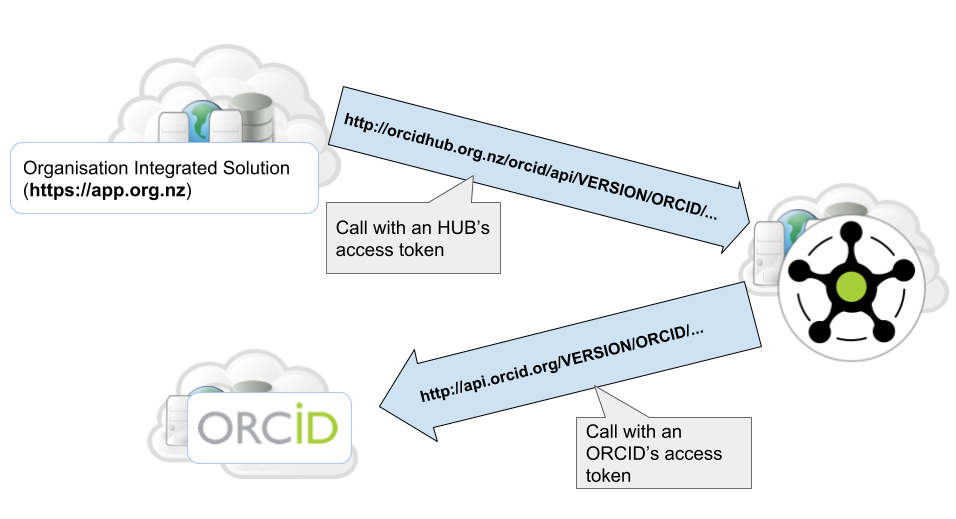 http://orcidhub.org.nz/orcid/api/VERSION/ORCID/...
Organisation Integrated Solution
(https://app.org.nz)
Call with an HUB's
access token
http://api.orcid.org/VERSION/ORCID/...
ORCID
Call with an
ORCID's access
token